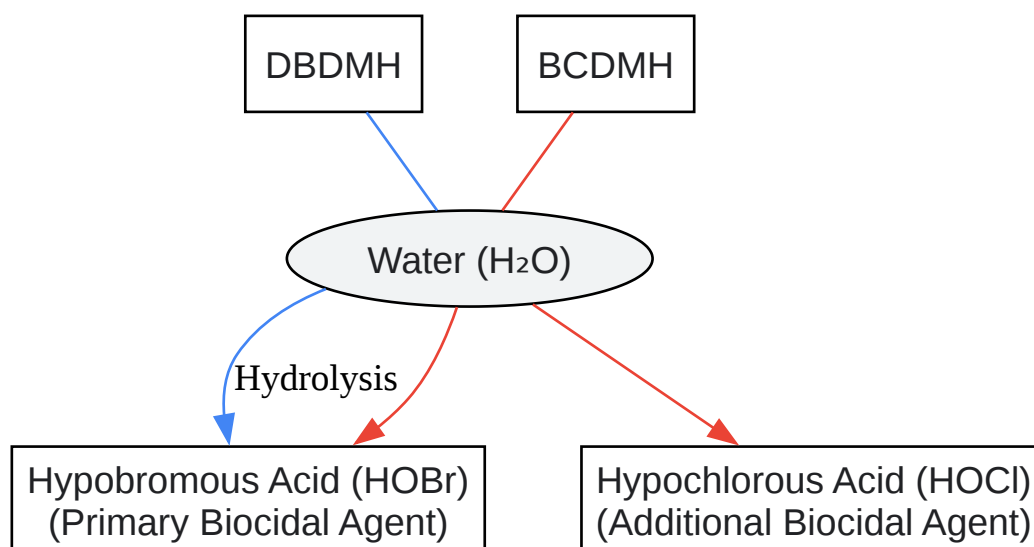 DBDMH
BCDMH
Water (H₂O)
Hydrolysis
Hypobromous Acid (HOBr)
(Primary Biocidal Agent)
Hypochlorous Acid (HOCl)
(Additional Biocidal Agent)